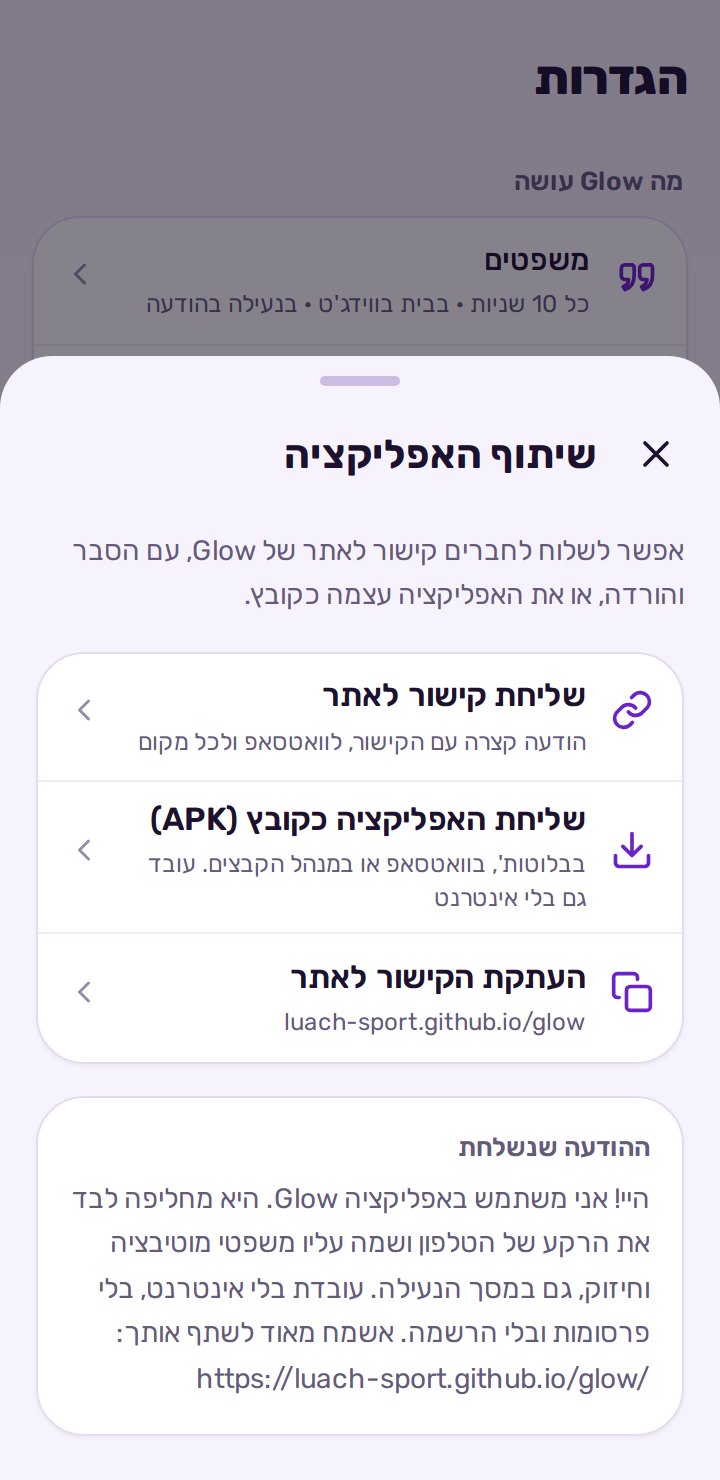 הגדרות
מה Glow עושה
משפטים
כל 10 שניות • בבית בווידג'ט • בנעילה בהודעה
שיתוף האפליקציה
אפשר לשלוח לחברים קישור לאתר של Glow, עם הסבר
והורדה, או את האפליקציה עצמה כקובץ.
שליחת קישור לאתר
הודעה קצרה עם הקישור, לוואטסאפ ולכל מקום
שליחת האפליקציה כקובץ (APK)
בבלוטות', בוואטסאפ או במנהל הקבצים. עובד
גם בלי אינטרנט
העתקת הקישור לאתר
luach-sport.github.io/glow
ההודעה שנשלחת
היי! אני משתמש באפליקציה Glow. היא מחליפה לבד
את הרקע של הטלפון ושמה עליו משפטי מוטיבציה
וחיזוק, גם במסך הנעילה. עובדת בלי אינטרנט, בלי
פרסומות ובלי הרשמה. אשמח מאוד לשתף אותך:
https://luach-sport.github.io/glow/